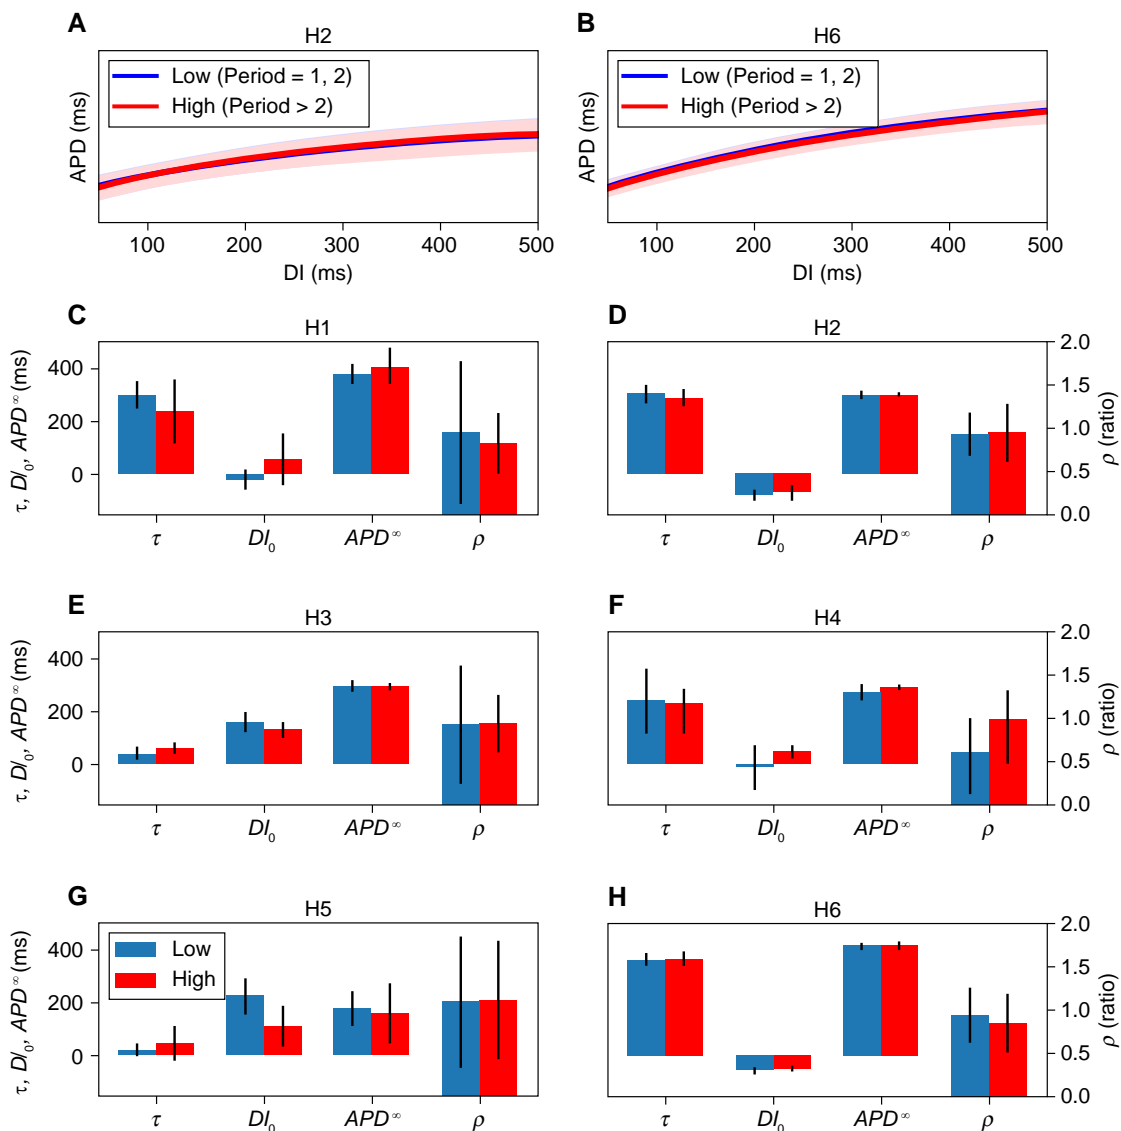 A
H2
Low (Period = 1, 2)
High (Period > 2)
APD (ms)
100 200 300 400 500
DI (ms)
B
H6
Low (Period = 1, 2)
High (Period > 2)
APD (ms)
100 200 300 400 500
DI (ms)
C
H1
τ, DI₀, APD^∞ (ms)
400
200
0
τ DI₀ APD^∞ ρ
D
H2
2.0
1.5
1.0
0.5
0.0
ρ (ratio)
τ DI₀ APD^∞ ρ
E
H3
τ, DI₀, APD^∞ (ms)
400
200
0
τ DI₀ APD^∞ ρ
F
H4
2.0
1.5
1.0
0.5
0.0
ρ (ratio)
τ DI₀ APD^∞ ρ
G
H5
Low
High
τ, DI₀, APD^∞ (ms)
400
200
0
τ DI₀ APD^∞ ρ
H
H6
2.0
1.5
1.0
0.5
0.0
ρ (ratio)
τ DI₀ APD^∞ ρ